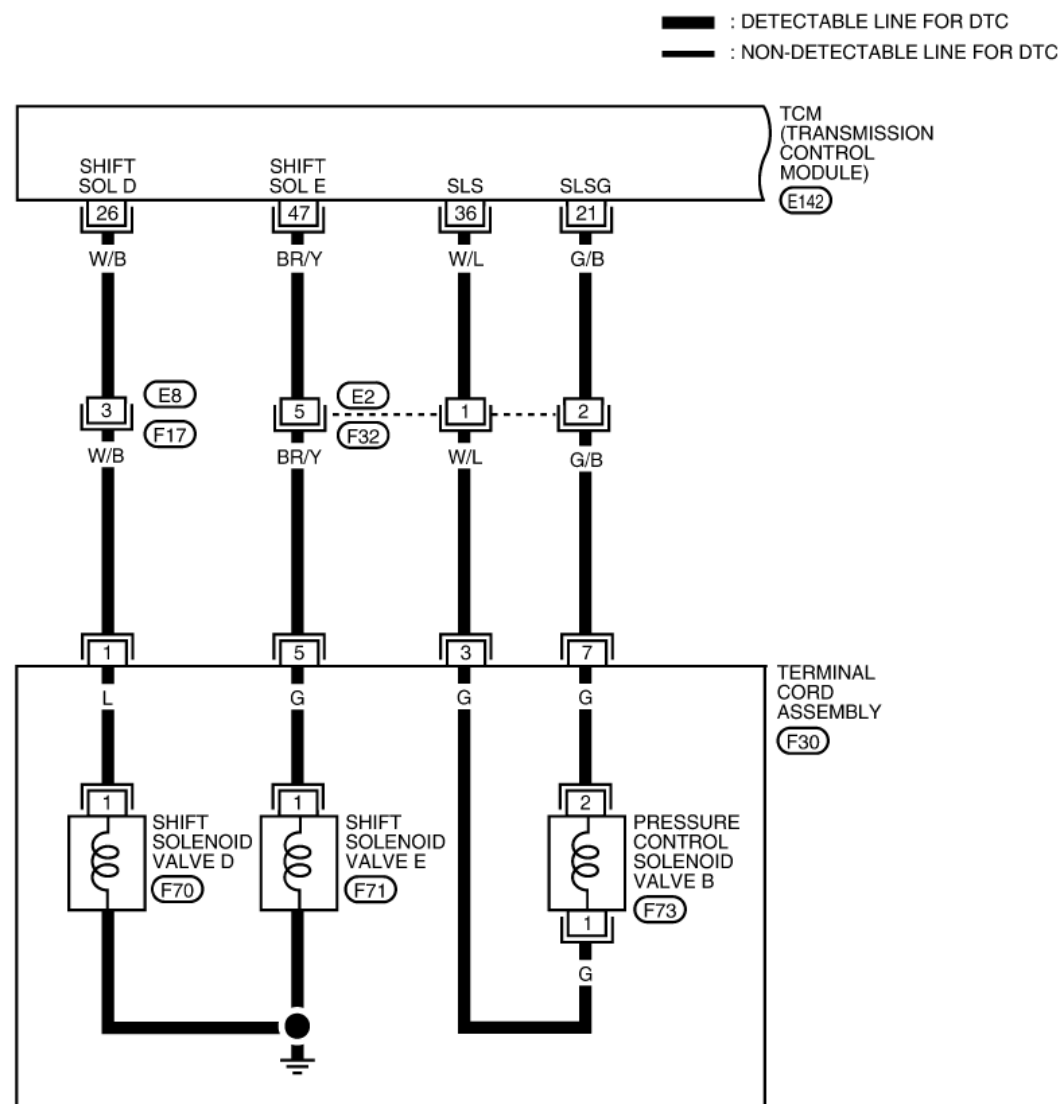 : DETECTABLE LINE FOR DTC
: NON-DETECTABLE LINE FOR DTC
TCM
(TRANSMISSION
CONTROL
MODULE)
E142
SHIFT
SOL D
SHIFT
SOL E
SLS
SLSG
26
47
36
21
W/B
BR/Y
W/L
G/B
3
E8
F17
5
E2
F32
1
2
W/B
BR/Y
W/L
G/B
1
5
3
7
TERMINAL
CORD
ASSEMBLY
F30
L
G
G
G
1
SHIFT
SOLENOID
VALVE D
F70
1
SHIFT
SOLENOID
VALVE E
F71
2
PRESSURE
CONTROL
SOLENOID
VALVE B
F73
1
G